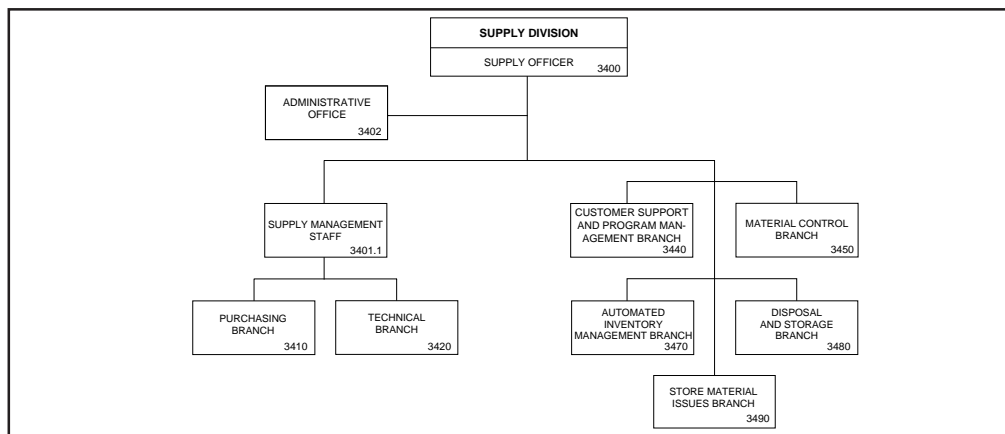 SUPPLY DIVISION
SUPPLY OFFICER
3400
ADMINISTRATIVE
OFFICE
3402
SUPPLY MANAGEMENT
STAFF
3401.1
CUSTOMER SUPPORT
AND PROGRAM MAN-
AGEMENT BRANCH
3440
MATERIAL CONTROL
BRANCH
3450
PURCHASING
BRANCH
3410
TECHNICAL
BRANCH
3420
AUTOMATED
INVENTORY
MANAGEMENT BRANCH
3470
DISPOSAL
AND STORAGE
BRANCH
3480
STORE MATERIAL
ISSUES BRANCH
3490